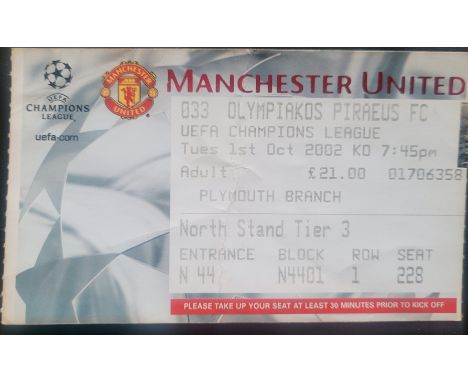 UEFA
CHAMPIONS
LEAGUE
uefa.com
MANCHESTER
UNITED
MANCHESTER UNITED
033 OLYMPIAKOS PIRAEUS FC
UEFA CHAMPIONS LEAGUE
Tues 1st Oct 2002 KO 7:45pm
Adult £21.00 01706358
PLYMOUTH BRANCH
North Stand Tier 3
ENTRANCE BLOCK ROW SEAT
N 44 N4401 1 228
PLEASE TAKE UP YOUR SEAT AT LEAST 30 MINUTES PRIOR TO KICK OFF